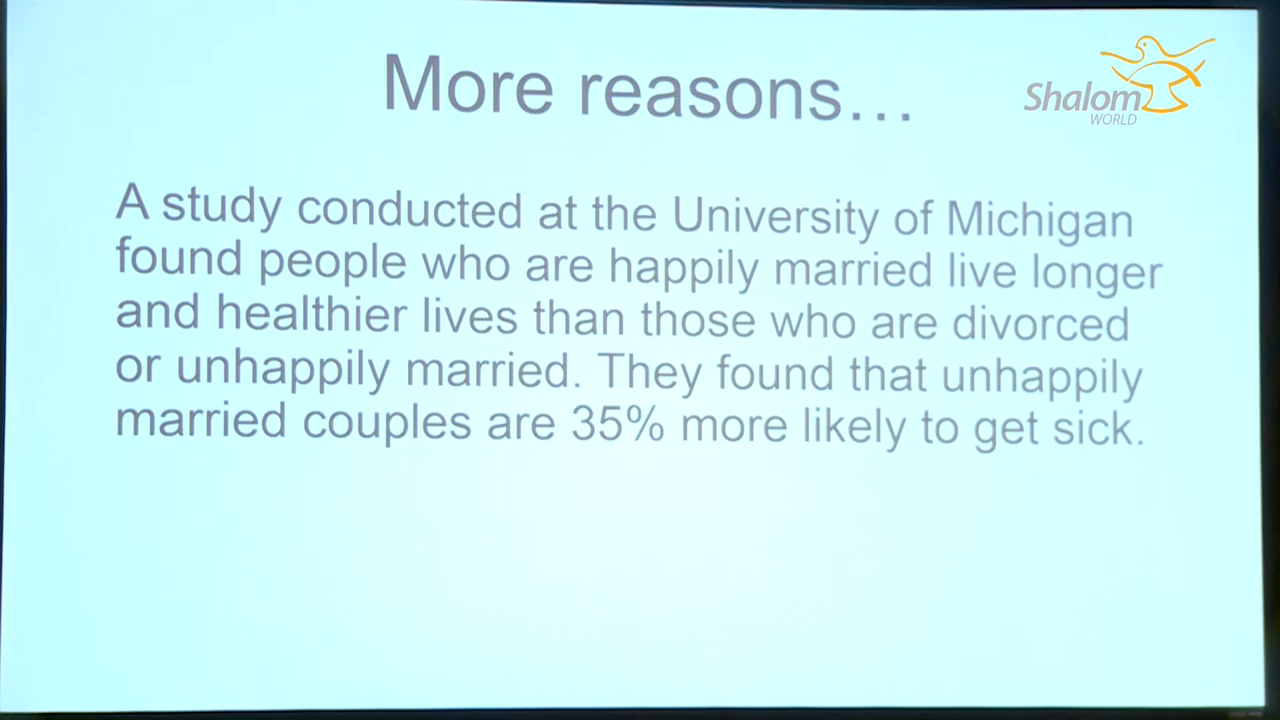 More reasons…
Shalom
WORLD
A study conducted at the University of Michigan
found people who are happily married live longer
and healthier lives than those who are divorced
or unhappily married. They found that unhappily
married couples are 35% more likely to get sick.